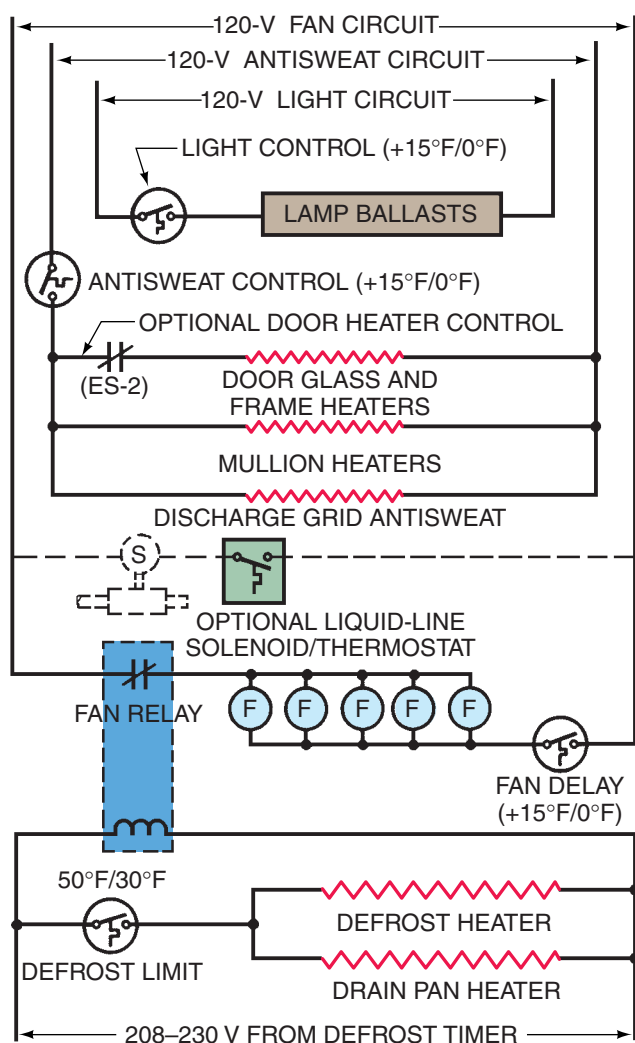 120-V FAN CIRCUIT
120-V ANTISWEAT CIRCUIT
120-V LIGHT CIRCUIT
LIGHT CONTROL (+15°F/0°F)
LAMP BALLASTS
ANTISWEAT CONTROL (+15°F/0°F)
OPTIONAL DOOR HEATER CONTROL
(ES-2)
DOOR GLASS AND
FRAME HEATERS
MULLION HEATERS
DISCHARGE GRID ANTISWEAT
S
OPTIONAL LIQUID-LINE
SOLENOID/THERMOSTAT
FAN RELAY
F F F F F
FAN DELAY
(+15°F/0°F)
50°F/30°F
DEFROST LIMIT
DEFROST HEATER
DRAIN PAN HEATER
208–230 V FROM DEFROST TIMER